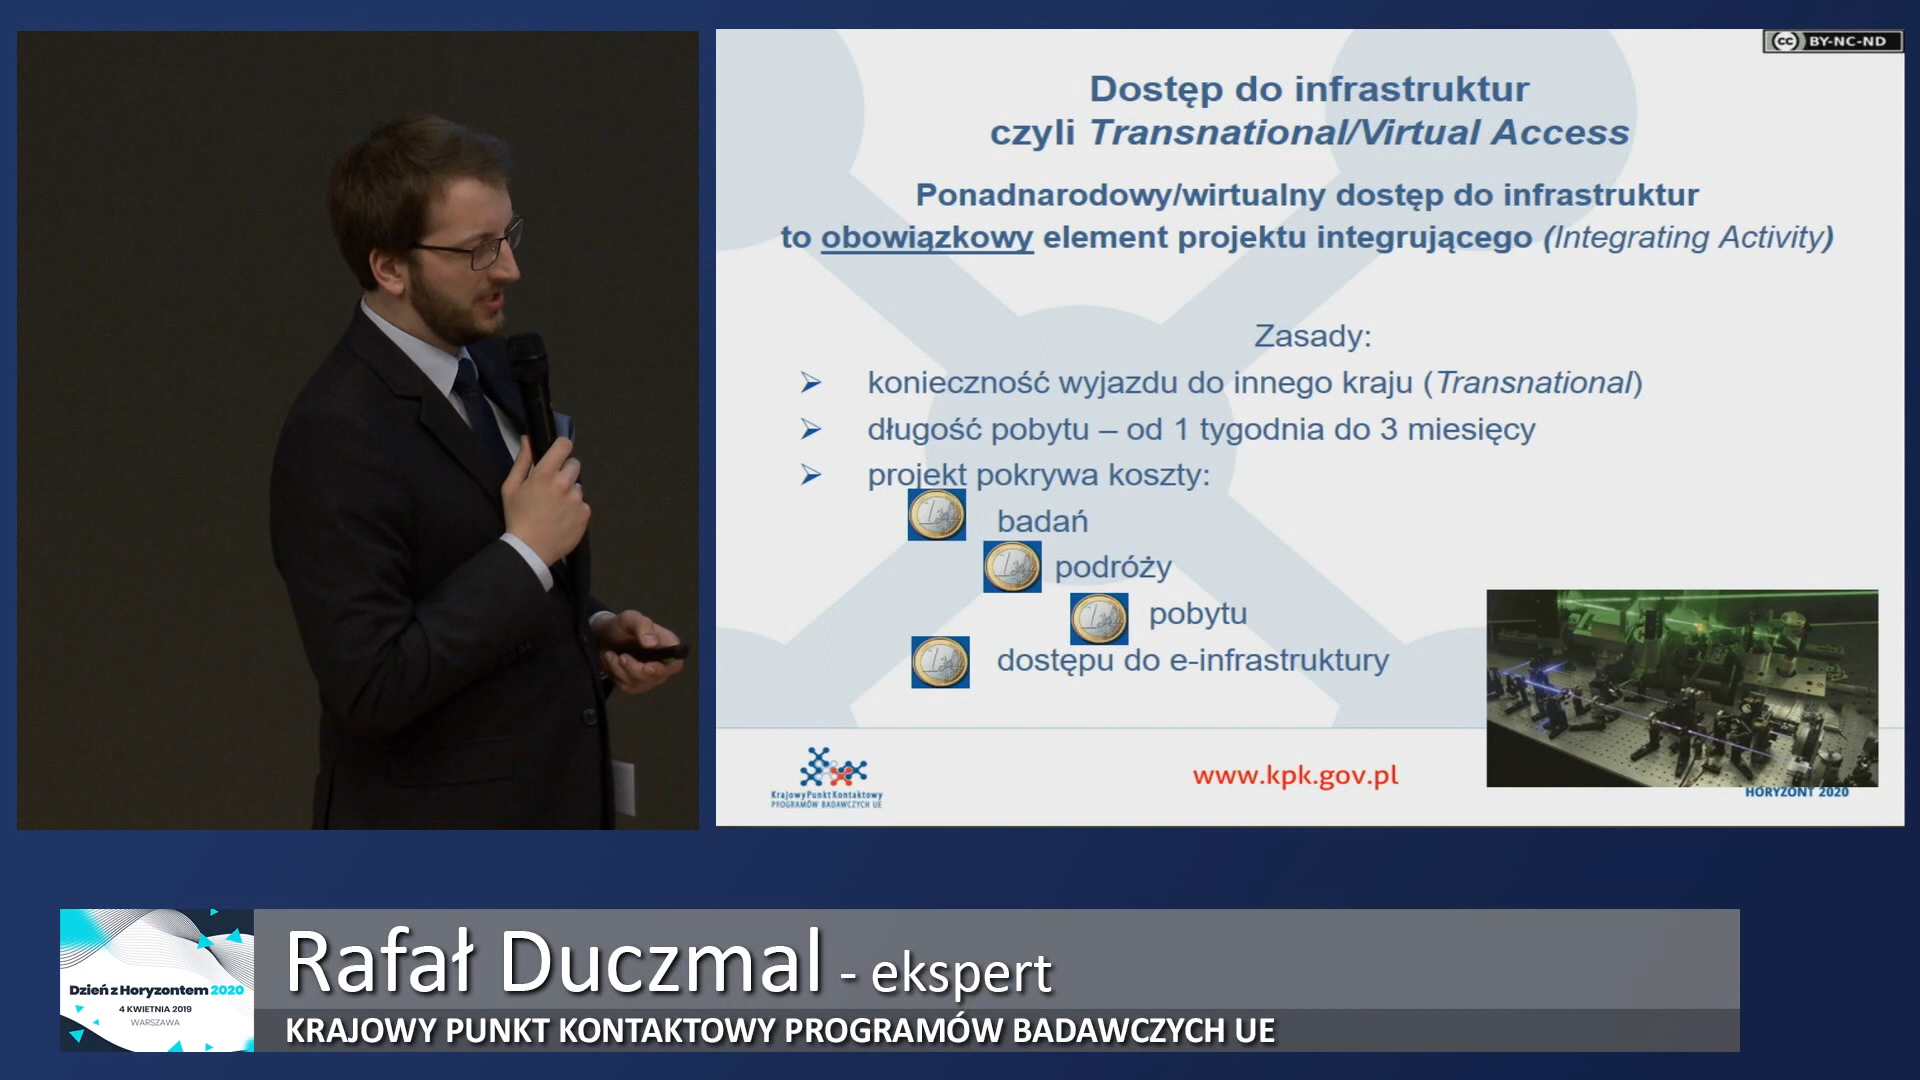 cc BY-NC-ND
Dostęp do infrastruktur
czyli Transnational/Virtual Access
Ponadnarodowy/wirtualny dostęp do infrastruktur
to obowiązkowy element projektu integrującego (Integrating Activity)
Zasady:
➢ konieczność wyjazdu do innego kraju (Transnational)
➢ długość pobytu – od 1 tygodnia do 3 miesięcy
➢ projekt pokrywa koszty:
badań
podróży
pobytu
dostępu do e-infrastruktury
Krajowy Punkt Kontaktowy
PROGRAMÓW BADAWCZYCH UE
www.kpk.gov.pl
HORYZONT 2020
Dzień z Horyzontem 2020
4 KWIETNIA 2019
WARSZAWA
Rafał Duczmal - ekspert
KRAJOWY PUNKT KONTAKTOWY PROGRAMÓW BADAWCZYCH UE